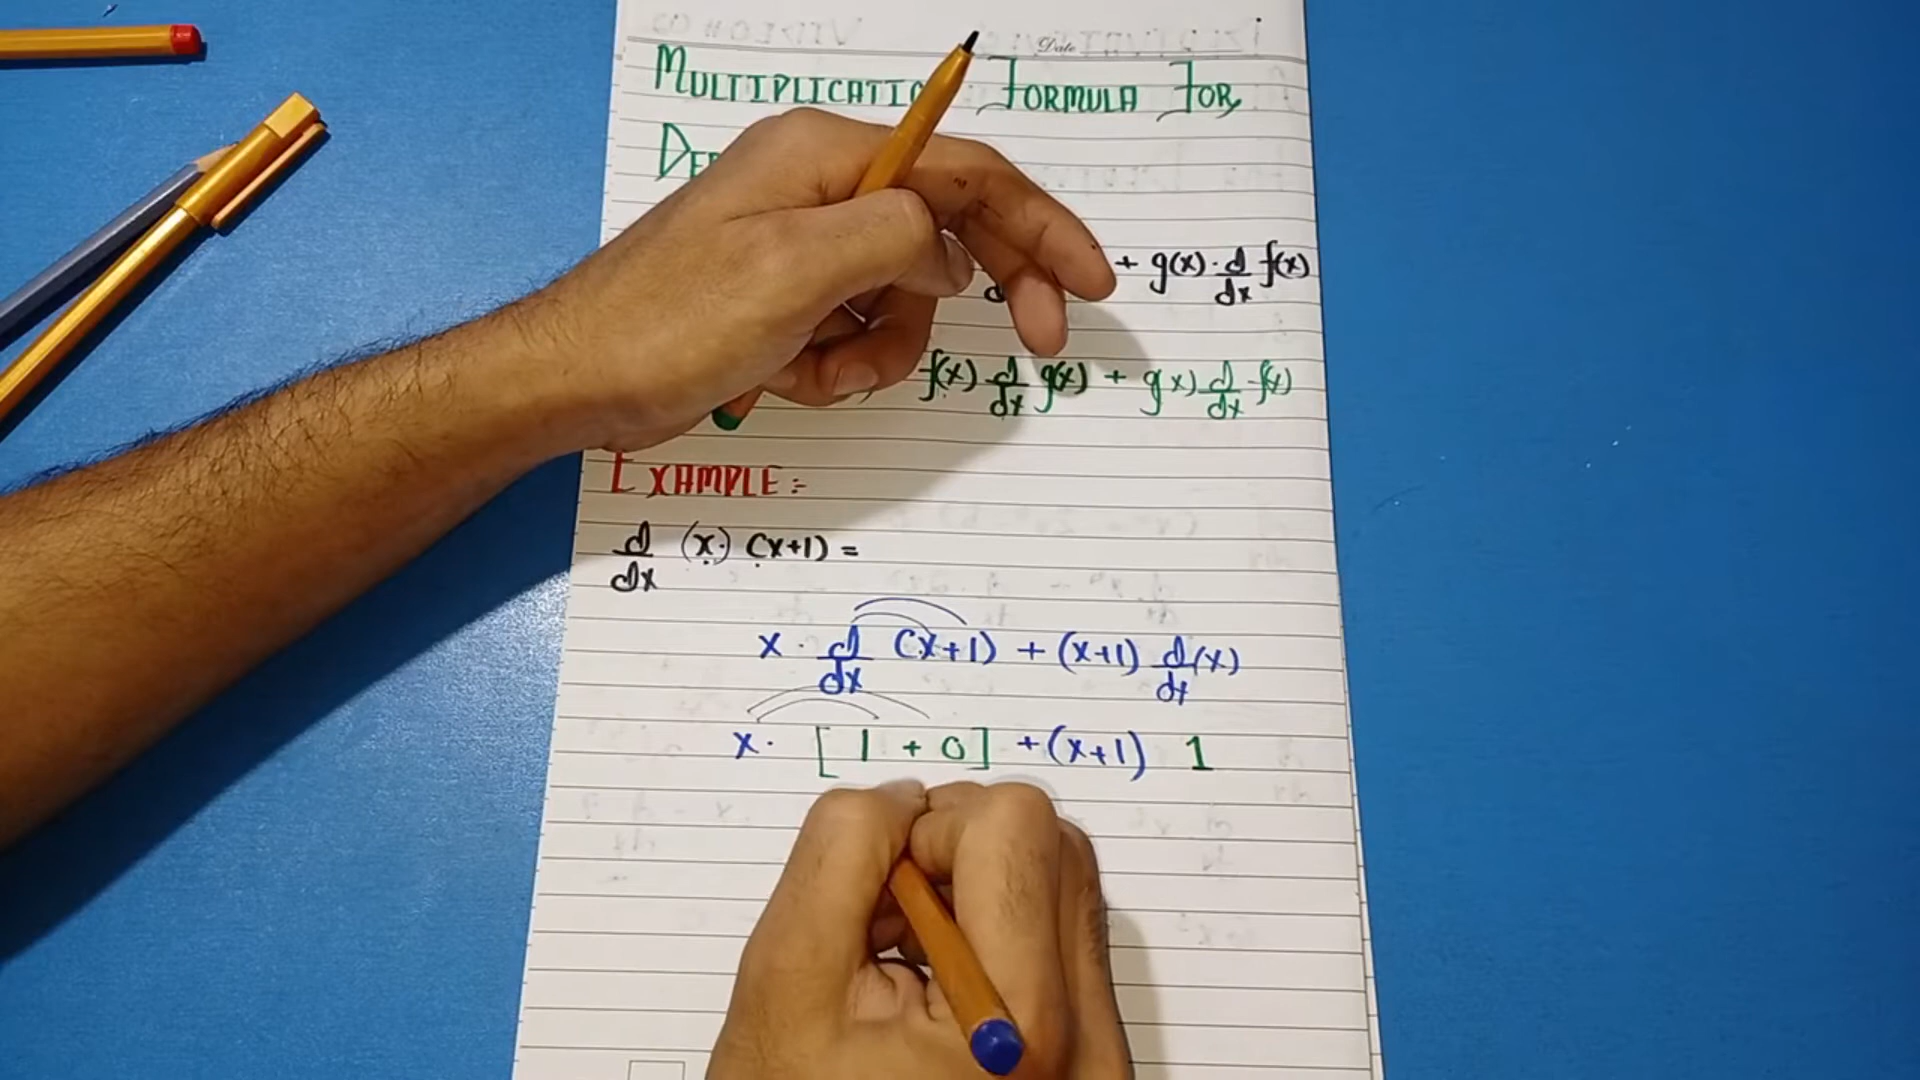 Date
MULTIPLICATIO FORMULA FOR
+ g(x) · d/dx f(x)
f(x) d/dx g(x) + g(x) d/dx f(x)
EXAMPLE :-
d/dx (x·) (x+1) =
x · d/dx (x+1) + (x+1) d/dx (x)
x · [ 1 + 0 ] + (x+1) 1